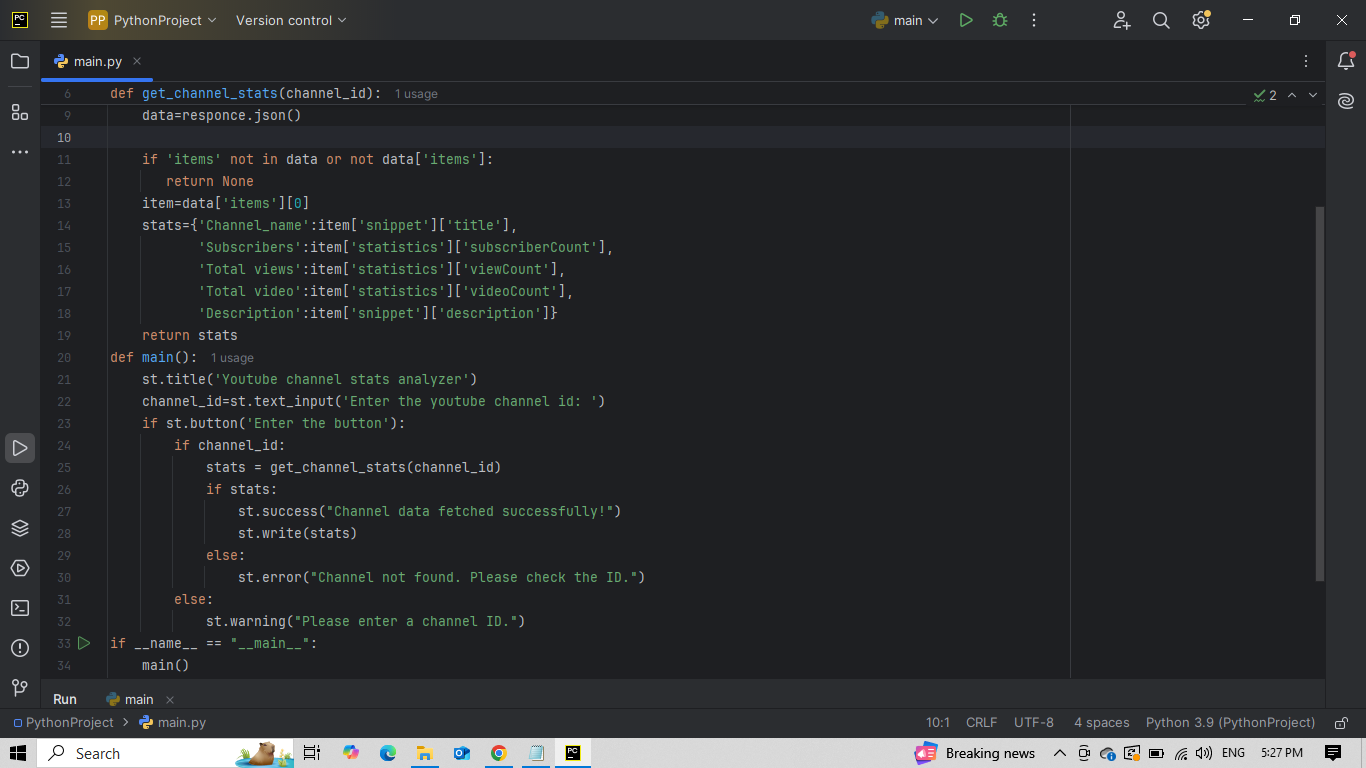 PC
PP PythonProject Version control main
main.py
6 def get_channel_stats(channel_id): 1 usage
2
9 data=responce.json()
10
11 if 'items' not in data or not data['items']:
12 return None
13 item=data['items'][0]
14 stats={'Channel_name':item['snippet']['title'],
15 'Subscribers':item['statistics']['subscriberCount'],
16 'Total views':item['statistics']['viewCount'],
17 'Total video':item['statistics']['videoCount'],
18 'Description':item['snippet']['description']}
19 return stats
20 def main(): 1 usage
21 st.title('Youtube channel stats analyzer')
22 channel_id=st.text_input('Enter the youtube channel id: ')
23 if st.button('Enter the button'):
24 if channel_id:
25 stats = get_channel_stats(channel_id)
26 if stats:
27 st.success("Channel data fetched successfully!")
28 st.write(stats)
29 else:
30 st.error("Channel not found. Please check the ID.")
31 else:
32 st.warning("Please enter a channel ID.")
33 if __name__ == "__main__":
34 main()
Run main
PythonProject main.py 10:1 CRLF UTF-8 4 spaces Python 3.9 (PythonProject)
Search PC Breaking news ENG 5:27 PM